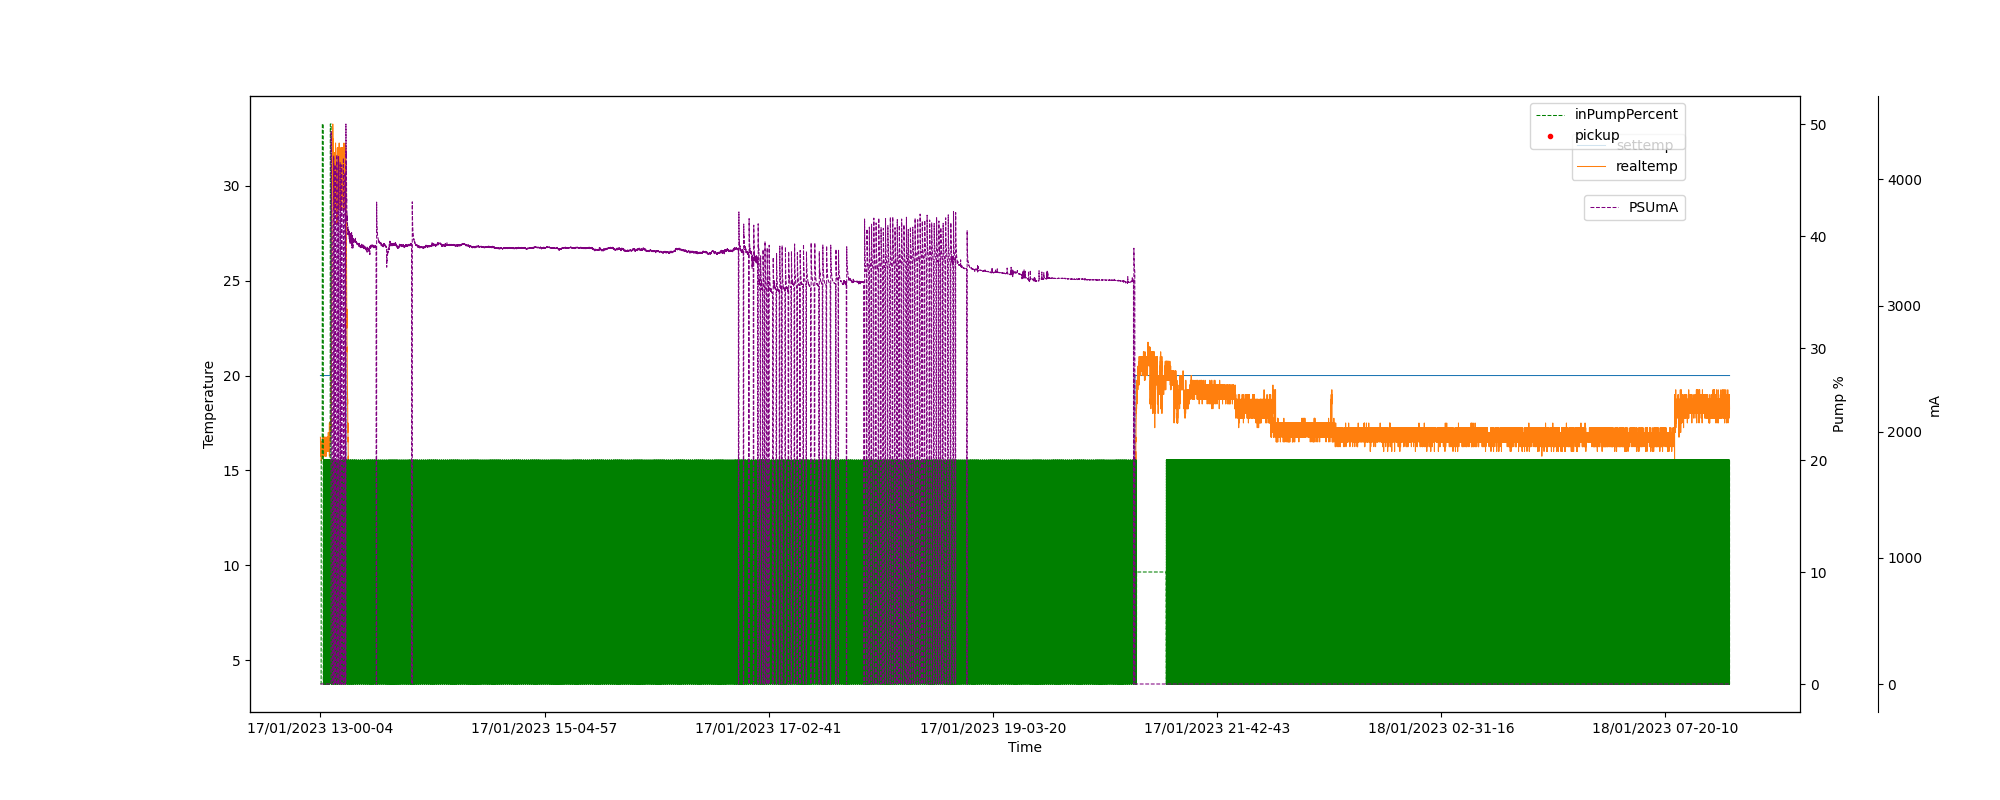 inPumpPercent
pickup
settemp
realtemp
PSUmA
30
25
20
15
10
5
Temperature
50
40
30
20
10
0
Pump %
4000
3000
2000
1000
0
mA
17/01/2023 13-00-04
17/01/2023 15-04-57
17/01/2023 17-02-41
17/01/2023 19-03-20
17/01/2023 21-42-43
18/01/2023 02-31-16
18/01/2023 07-20-10
Time